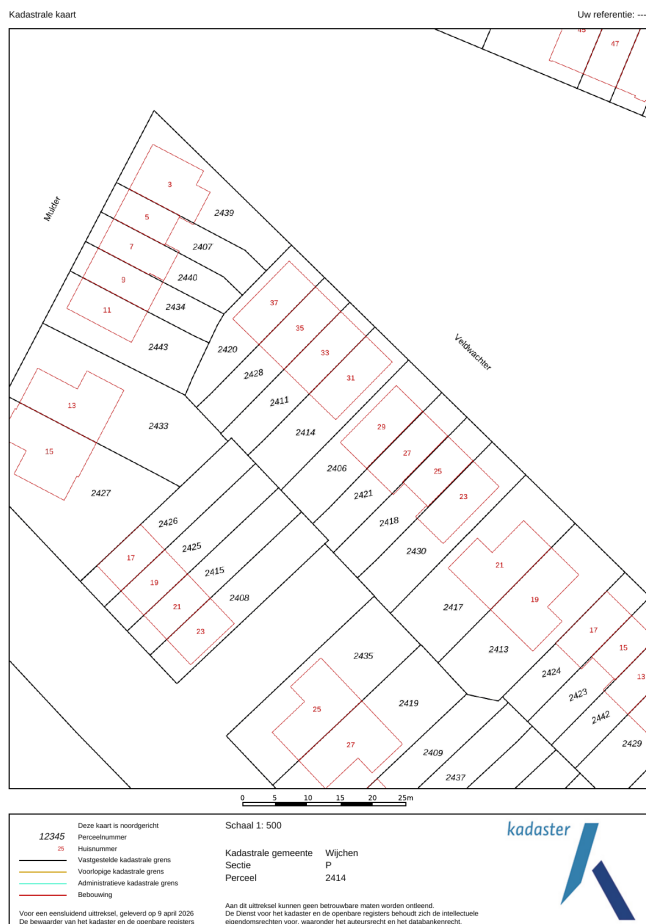 Kadastrale kaart
Uw referentie: ---
45
47
3
Mulder
2439
5
7
2407
2440
9
2434
37
11
35
Veldwachter
2443
2420
33
2428
31
2411
13
2433
29
2414
15
27
2406
25
2427
2421
23
2426
2418
2425
2430
17
21
2415
19
2408
19
21
2417
23
17
2413
15
2435
2424
13
2423
2419
25
2442
2429
27
2409
2437
0 5 10 15 20 25m
Deze kaart is noordgericht
12345 Perceelnummer
25 Huisnummer
Vastgestelde kadastrale grens
Voorlopige kadastrale grens
Administratieve kadastrale grens
Bebouwing
Voor een eensluidend uittreksel, geleverd op 9 april 2026
De bewaarder van het kadaster en de openbare registers
Schaal 1: 500
Kadastrale gemeente Wijchen
Sectie P
Perceel 2414
Aan dit uittreksel kunnen geen betrouwbare maten worden ontleend.
De Dienst voor het kadaster en de openbare registers behoudt zich de intellectuele
eigendomsrechten voor, waaronder het auteursrecht en het databankenrecht.
kadaster